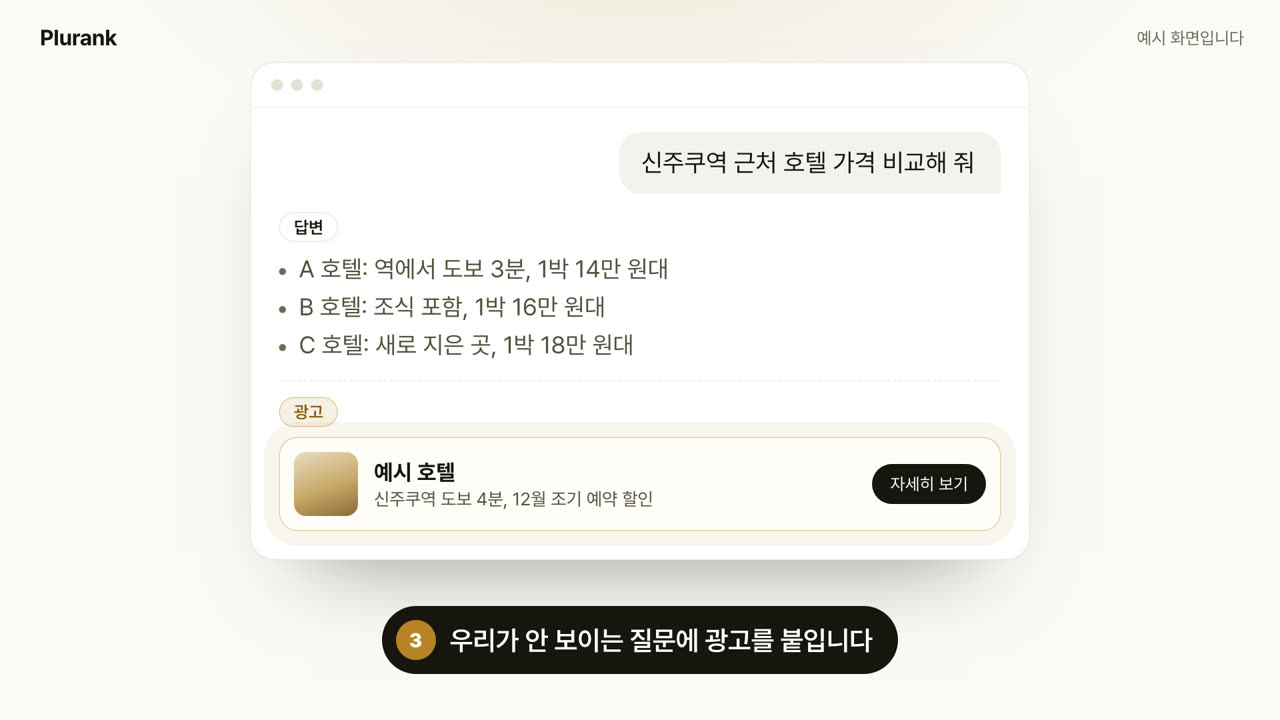 Plurank
예시 화면입니다
신주쿠역 근처 호텔 가격 비교해 줘
답변
• A 호텔: 역에서 도보 3분, 1박 14만 원대
• B 호텔: 조식 포함, 1박 16만 원대
• C 호텔: 새로 지은 곳, 1박 18만 원대
광고
예시 호텔
신주쿠역 도보 4분, 12월 조기 예약 할인
자세히 보기
3 우리가 안 보이는 질문에 광고를 붙입니다